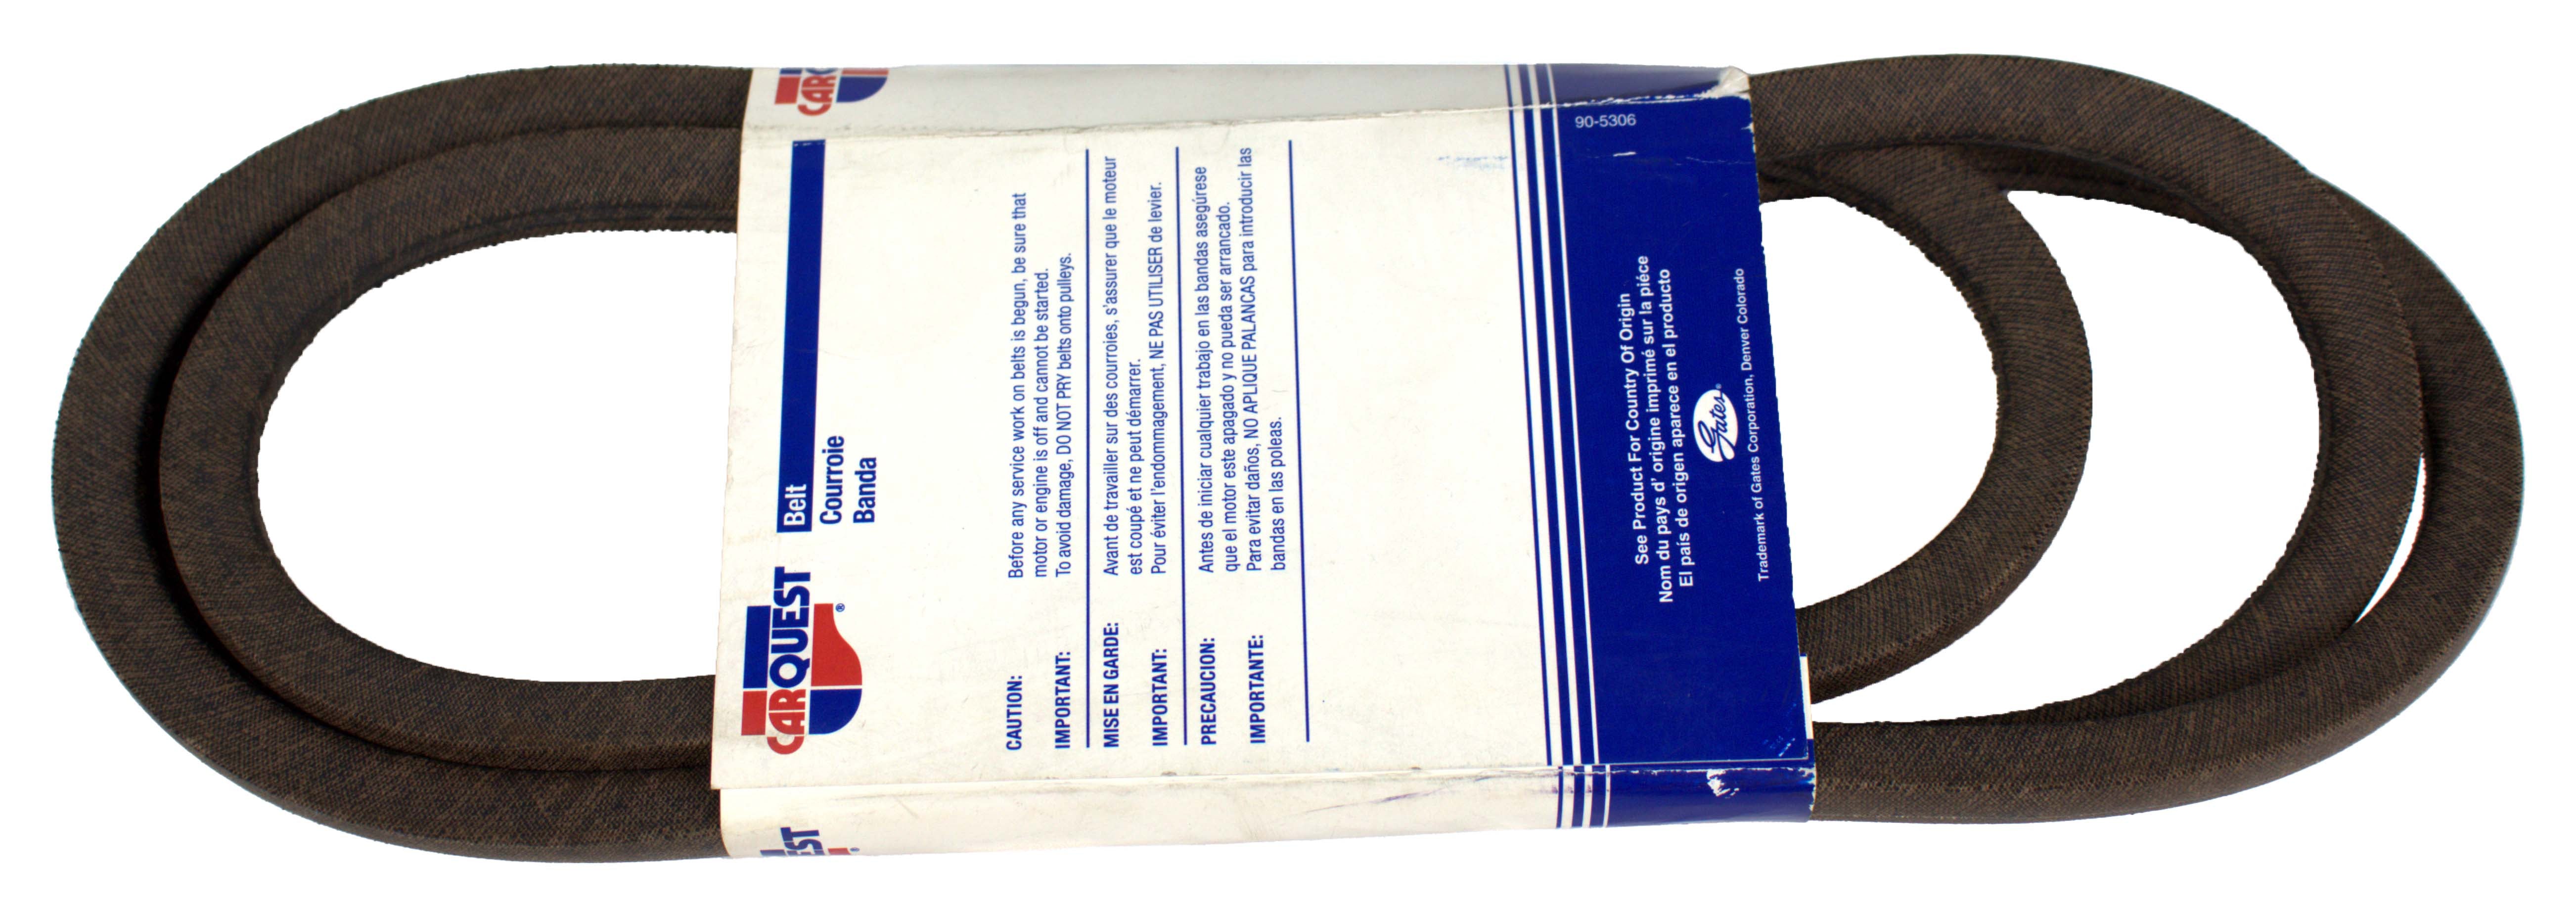 CARQUEST®
Belt
Courroie
Banda
CAUTION: Before any service work on belts is begun, be sure that
motor or engine is off and cannot be started.
IMPORTANT: To avoid damage, DO NOT PRY belts onto pulleys.
MISE EN GARDE: Avant de travailler sur des courroies, s'assurer que le moteur
est coupé et ne peut démarrer.
IMPORTANT: Pour éviter l'endommagement, NE PAS UTILISER de levier.
PRECAUCION: Antes de iniciar cualquier trabajo en las bandas asegúrese
que el motor este apagado y no pueda ser arrancado.
IMPORTANTE: Para evitar daños, NO APLIQUE PALANCAS para introducir las
bandas en las poleas.
90-5306
See Product For Country Of Origin
Nom du pays d' origine imprimé sur la piéce
El país de origen aparece en el producto
Gates®
Trademark of Gates Corporation, Denver Colorado
CARQ
ST®